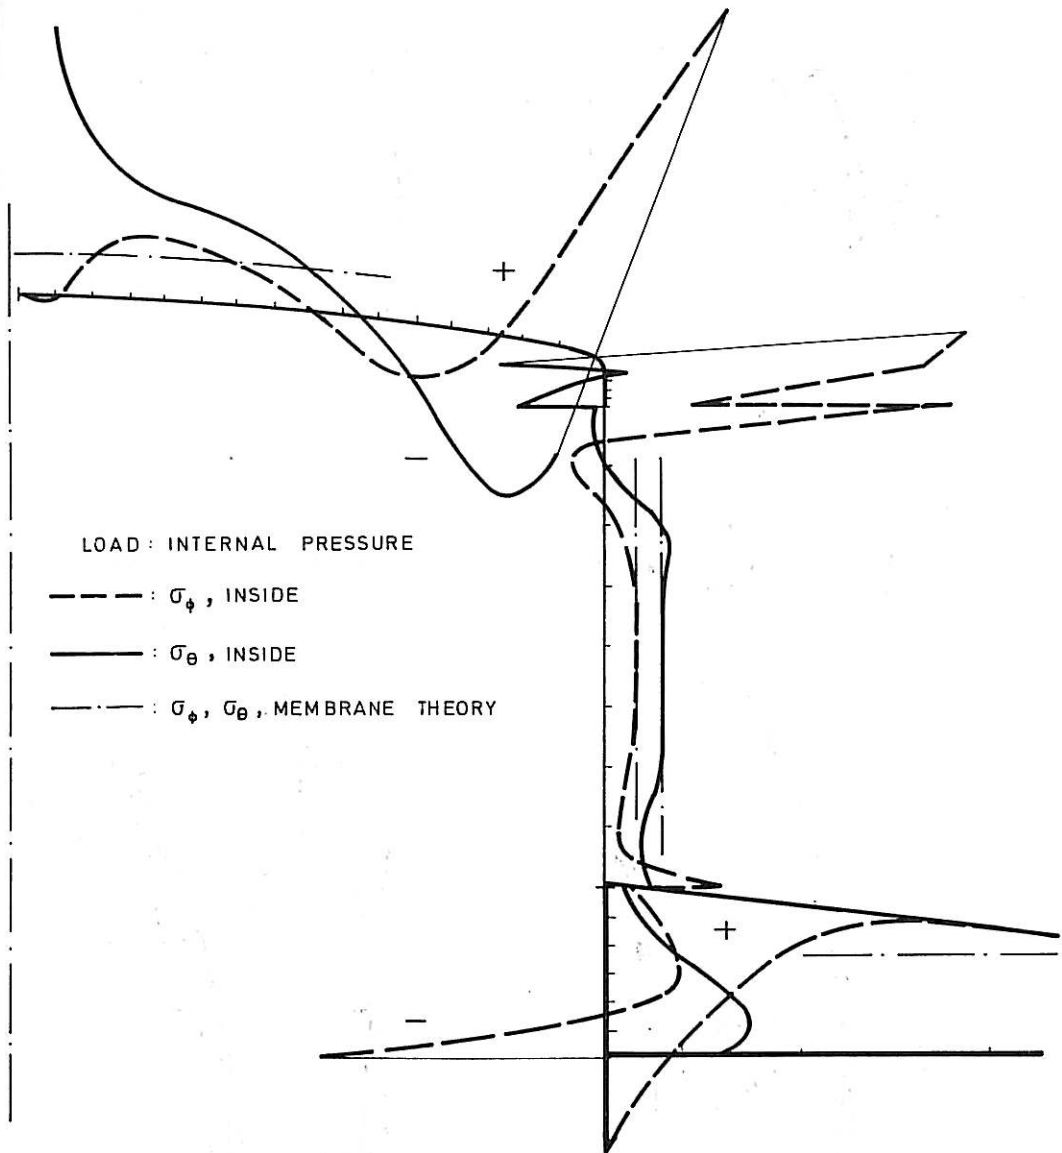 +
−
LOAD : INTERNAL PRESSURE
: σϕ , INSIDE
: σθ , INSIDE
: σϕ , σθ , MEMBRANE THEORY
+
−